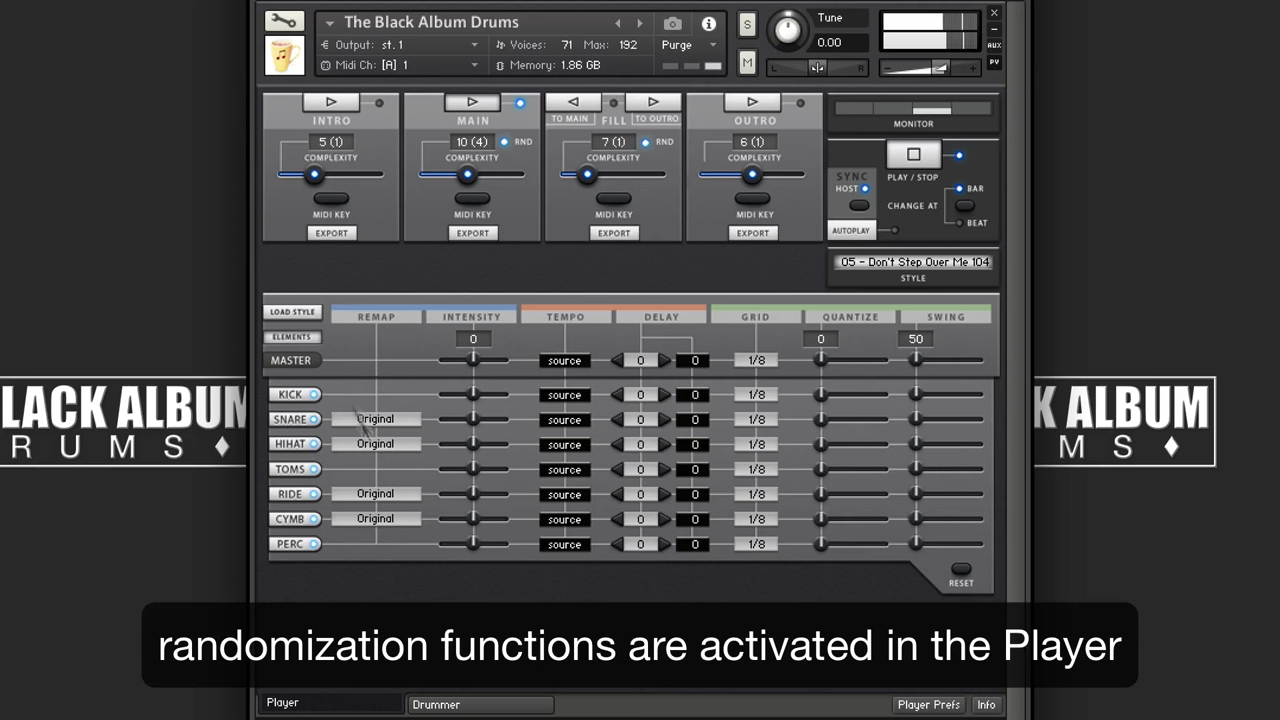 The Black Album Drums
Output: st. 1
Voices: 71 Max: 192
Purge
Midi Ch: [A] 1
Memory: 1.86 GB
S
M
Tune
0.00
L R
AUX
PV
INTRO
MAIN
TO MAIN FILL TO OUTRO
OUTRO
MONITOR
5 (1)
10 (4) RND
7 (1) RND
6 (1)
COMPLEXITY
COMPLEXITY
COMPLEXITY
COMPLEXITY
MIDI KEY
MIDI KEY
MIDI KEY
MIDI KEY
EXPORT
EXPORT
EXPORT
EXPORT
PLAY / STOP
SYNC
HOST
CHANGE AT
BAR
BEAT
AUTOPLAY
05 - Don't Step Over Me 104
STYLE
LOAD STYLE
REMAP INTENSITY TEMPO DELAY GRID QUANTIZE SWING
ELEMENTS
0 0 50
MASTER source 0 0 1/8
KICK source 0 0 1/8
SNARE Original source 0 0 1/8
HIHAT Original source 0 0 1/8
TOMS source 0 0 1/8
RIDE Original source 0 0 1/8
CYMB Original source 0 0 1/8
PERC source 0 0 1/8
RESET
LACK ALBUM
R U M S
K ALBUM
M S
randomization functions are activated in the Player
Player
Drummer
Player Prefs
Info